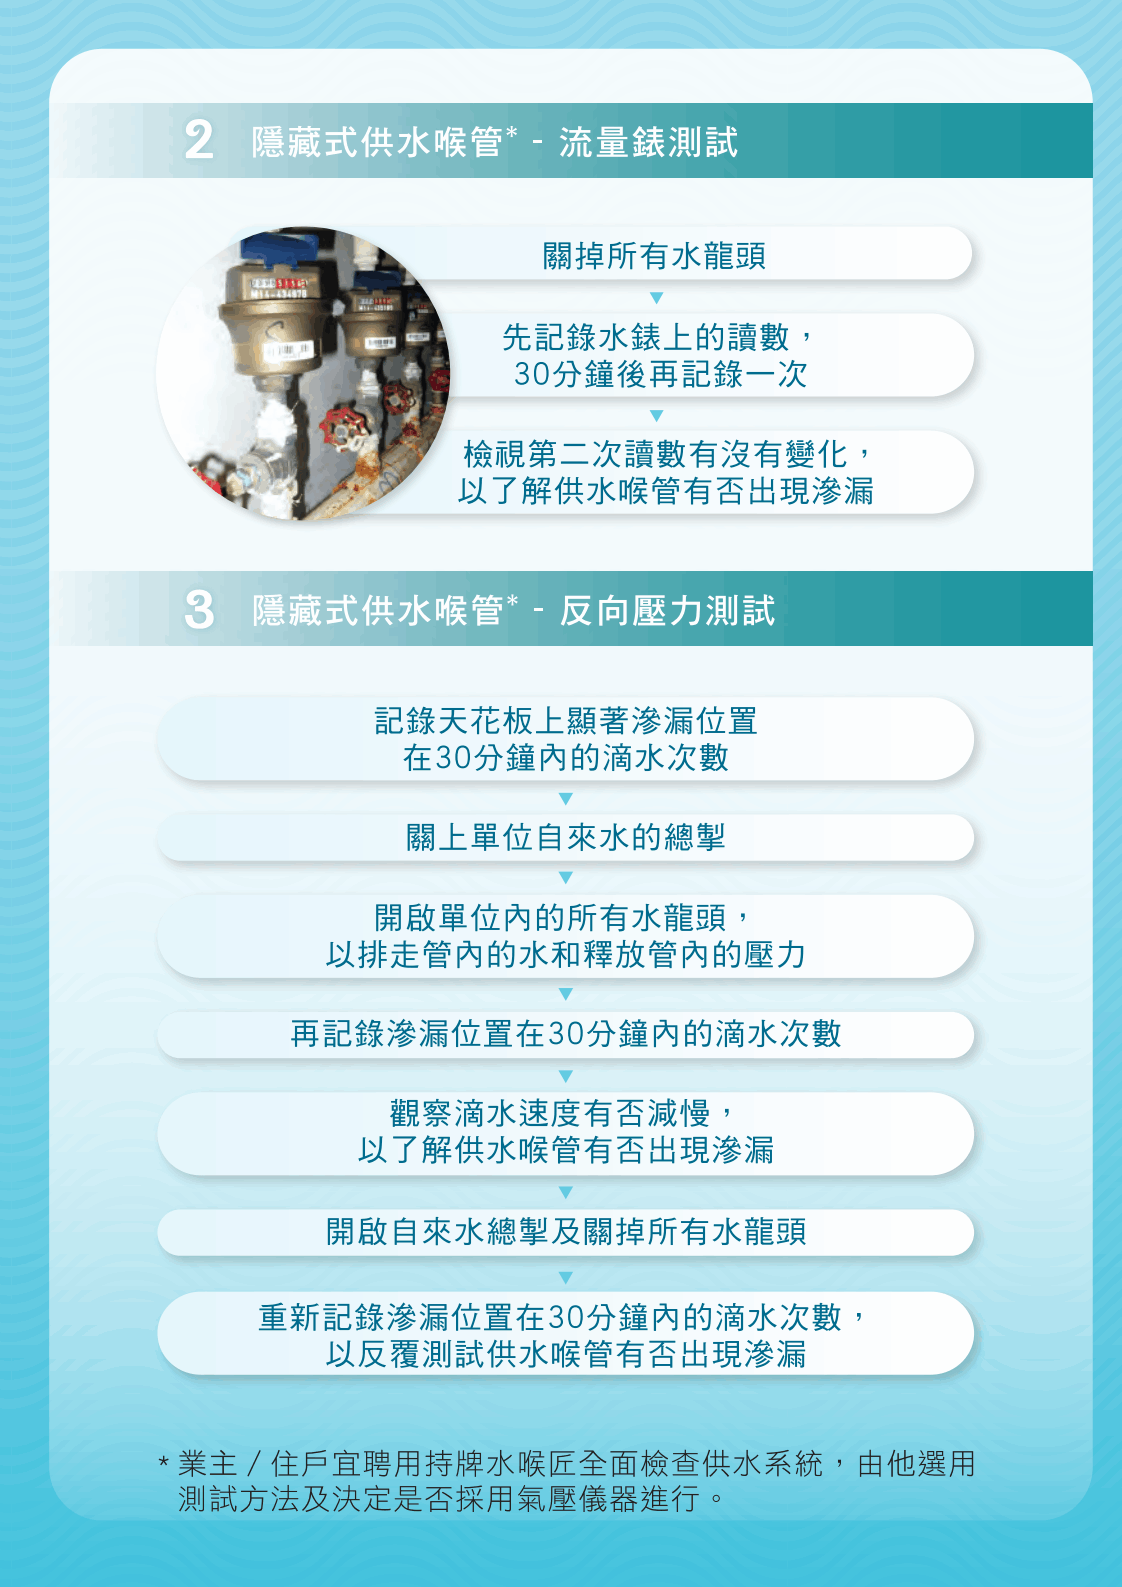 2 隱藏式供水喉管* - 流量錶測試
關掉所有水龍頭
先記錄水錶上的讀數，
30分鐘後再記錄一次
檢視第二次讀數有沒有變化，
以了解供水喉管有否出現滲漏
3 隱藏式供水喉管* - 反向壓力測試
記錄天花板上顯著滲漏位置
在30分鐘內的滴水次數
關上單位自來水的總掣
開啟單位內的所有水龍頭，
以排走管內的水和釋放管內的壓力
再記錄滲漏位置在30分鐘內的滴水次數
觀察滴水速度有否減慢，
以了解供水喉管有否出現滲漏
開啟自來水總掣及關掉所有水龍頭
重新記錄滲漏位置在30分鐘內的滴水次數，
以反覆測試供水喉管有否出現滲漏
* 業主／住戶宜聘用持牌水喉匠全面檢查供水系統，由他選用
測試方法及決定是否採用氣壓儀器進行。